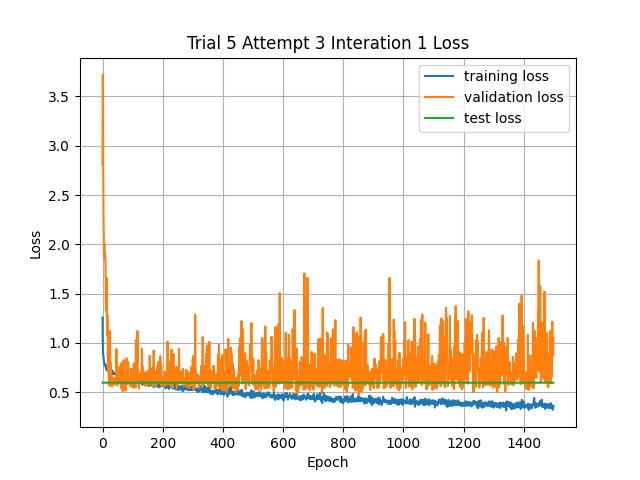 Trial 5 Attempt 3 Interation 1 Loss
training loss
validation loss
test loss
3.5
3.0
2.5
2.0
1.5
1.0
0.5
Loss
0 200 400 600 800 1000 1200 1400
Epoch